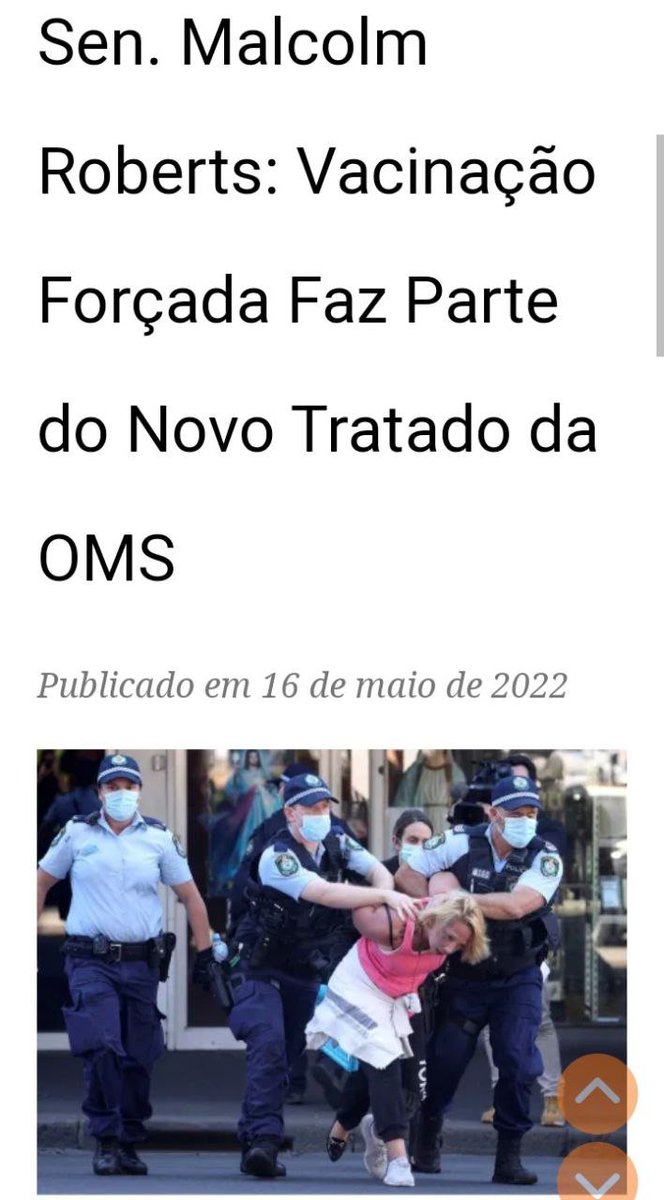 Sen. Malcolm
Roberts: Vacinação
Forçada Faz Parte
do Novo Tratado da
OMS
Publicado em 16 de maio de 2022